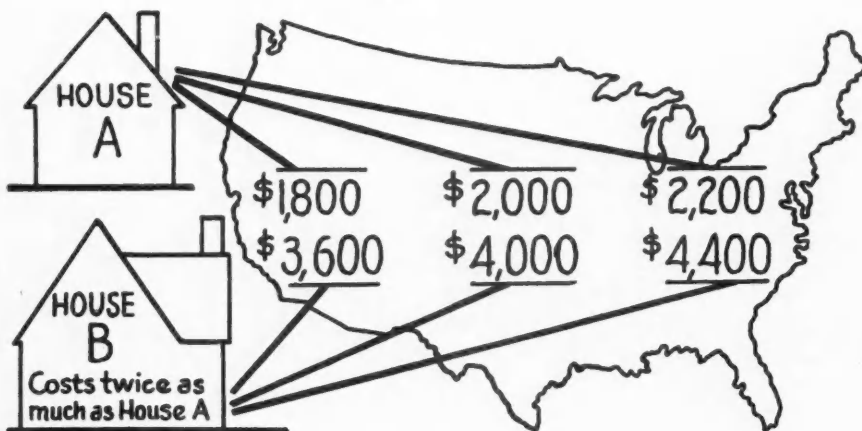 HOUSE
A
$1,800 $2,000 $2,200
$3,600 $4,000 $4,400
HOUSE
B
Costs twice as
much as House A